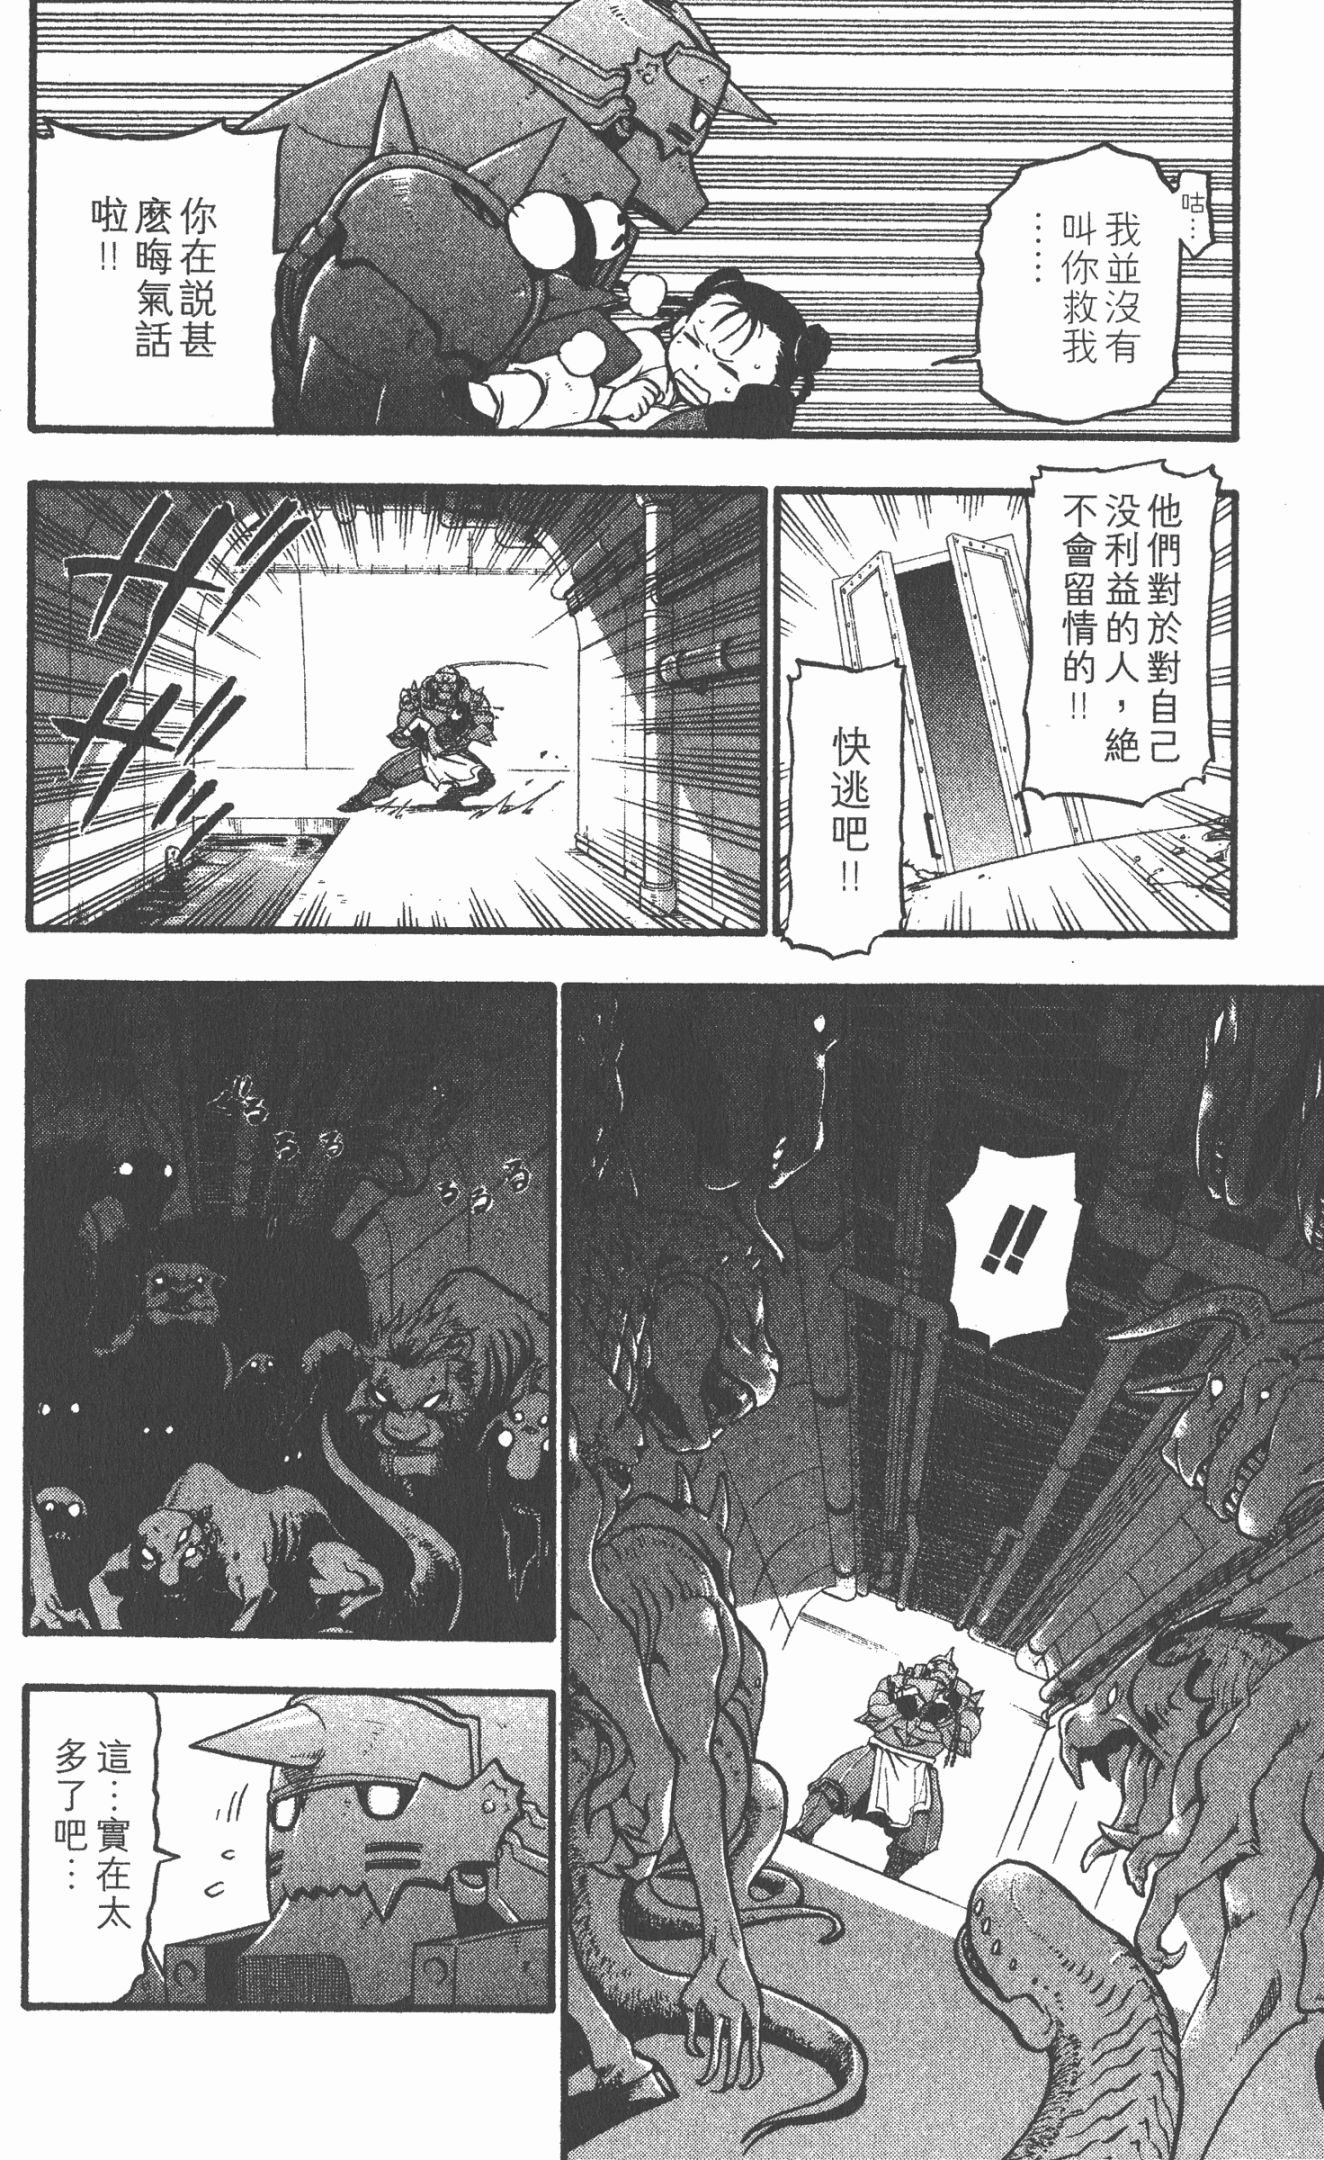 咕…
我並沒有
叫你救我
……
你在説甚
麼晦氣話
啦!!
他們對於對自己
没利益的人，絕
不會留情的!!
快逃吧!!
!!
這…實在太
多了吧…